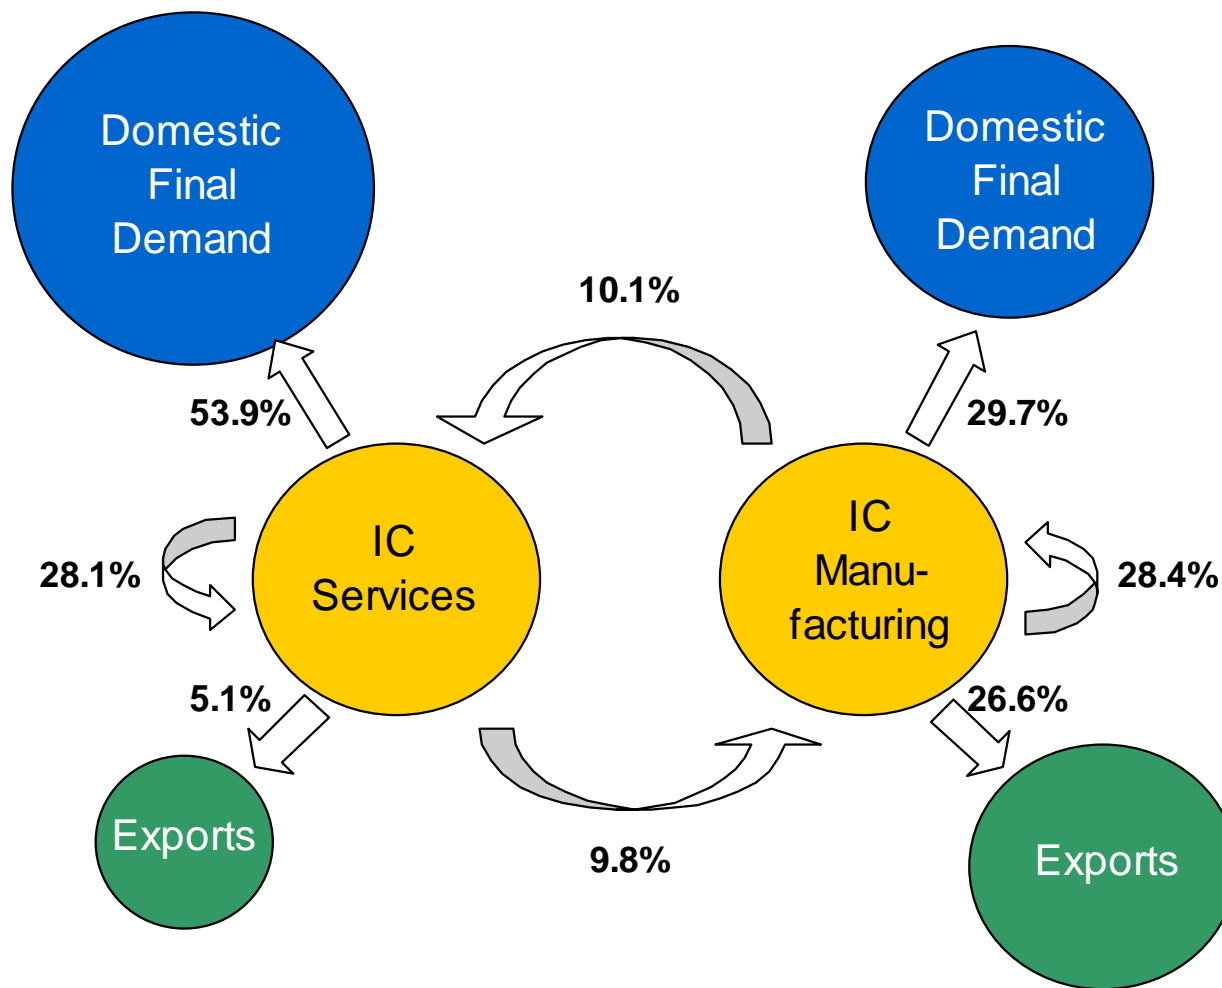 Domestic
Final
Demand
Domestic
Final
Demand
10.1%
53.9%
29.7%
IC
Services
IC
Manu-
facturing
28.1%
28.4%
5.1%
26.6%
Exports
9.8%
Exports